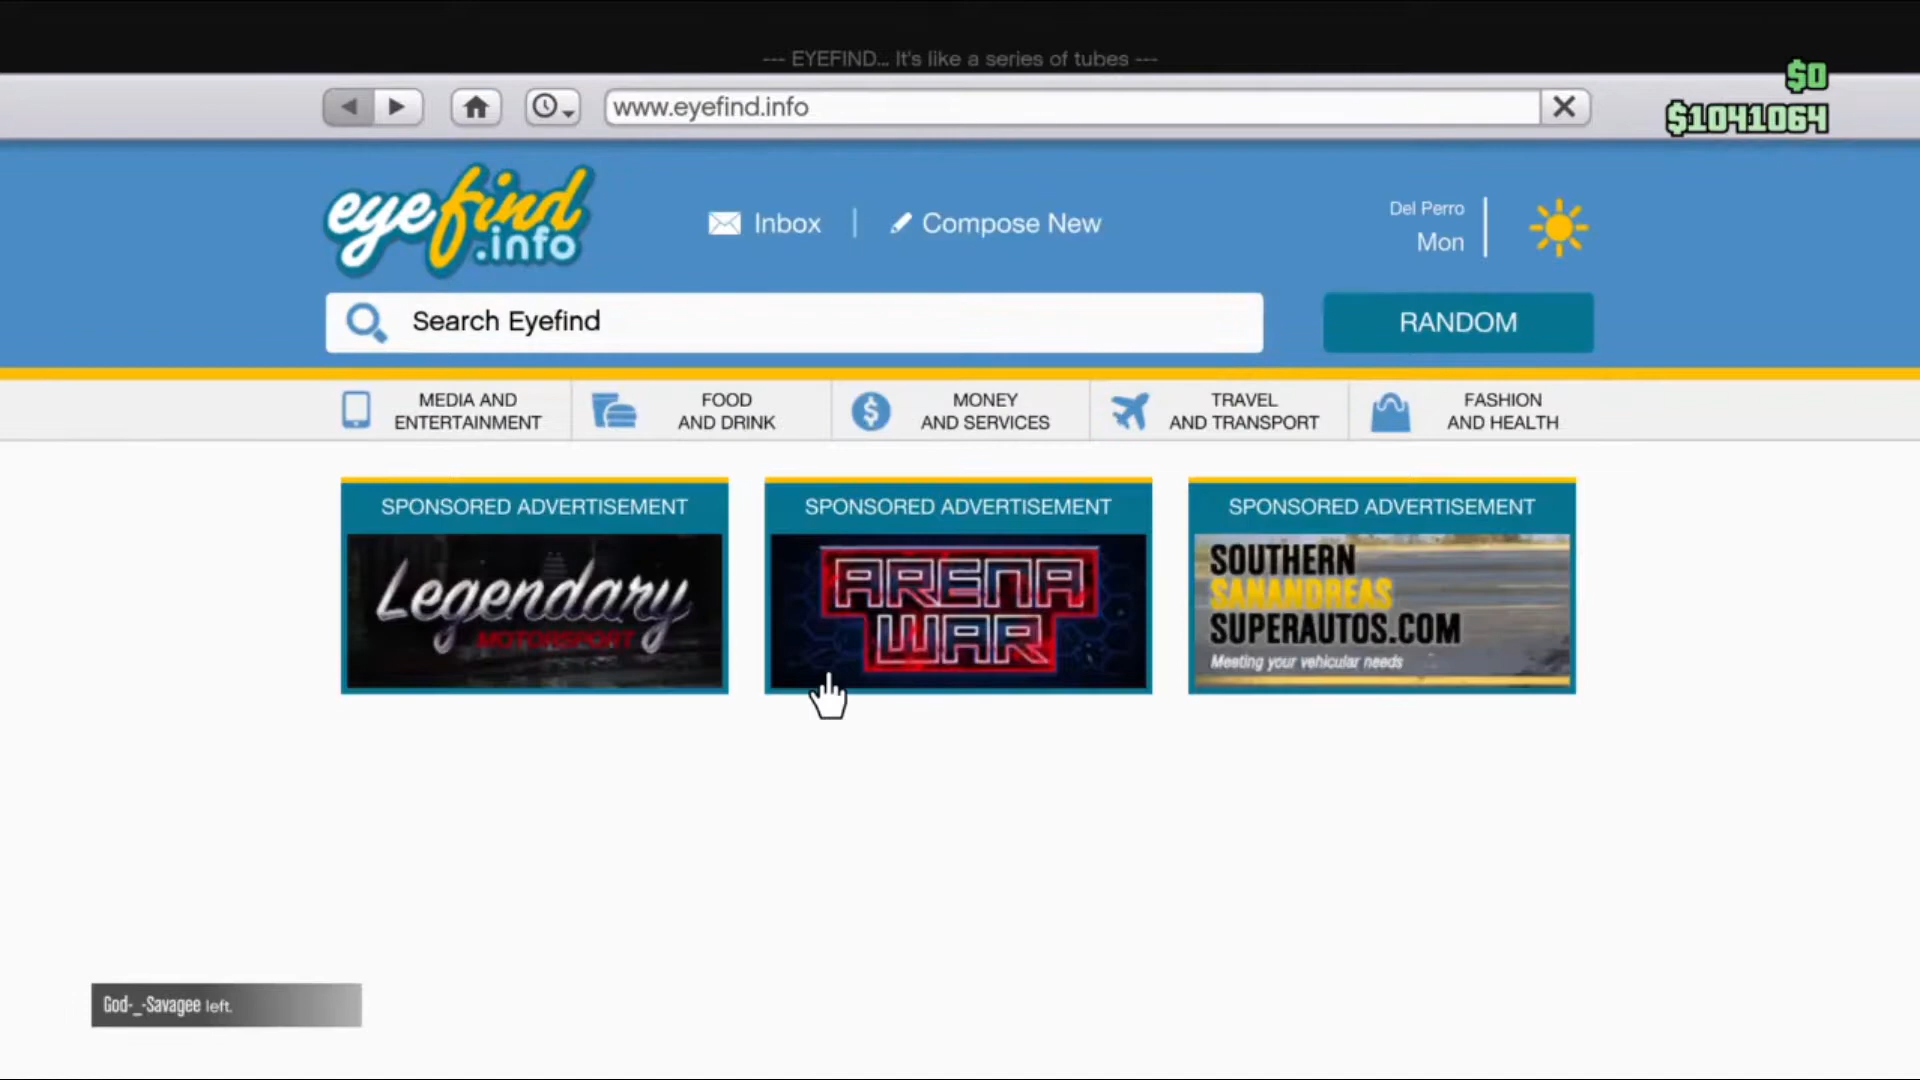 --- EYEFIND... It's like a series of tubes ---
$0
www.eyefind.info
$1041064
eyefind
.info
Inbox
Compose New
Del Perro
Mon
Search Eyefind
RANDOM
MEDIA AND
ENTERTAINMENT
FOOD
AND DRINK
MONEY
AND SERVICES
TRAVEL
AND TRANSPORT
FASHION
AND HEALTH
SPONSORED ADVERTISEMENT
Legendary
MOTORSPORT
SPONSORED ADVERTISEMENT
ARENA
WAR
SPONSORED ADVERTISEMENT
SOUTHERN
SANANDREAS
SUPERAUTOS.COM
Meeting your vehicular needs
God-_-Savagee left.